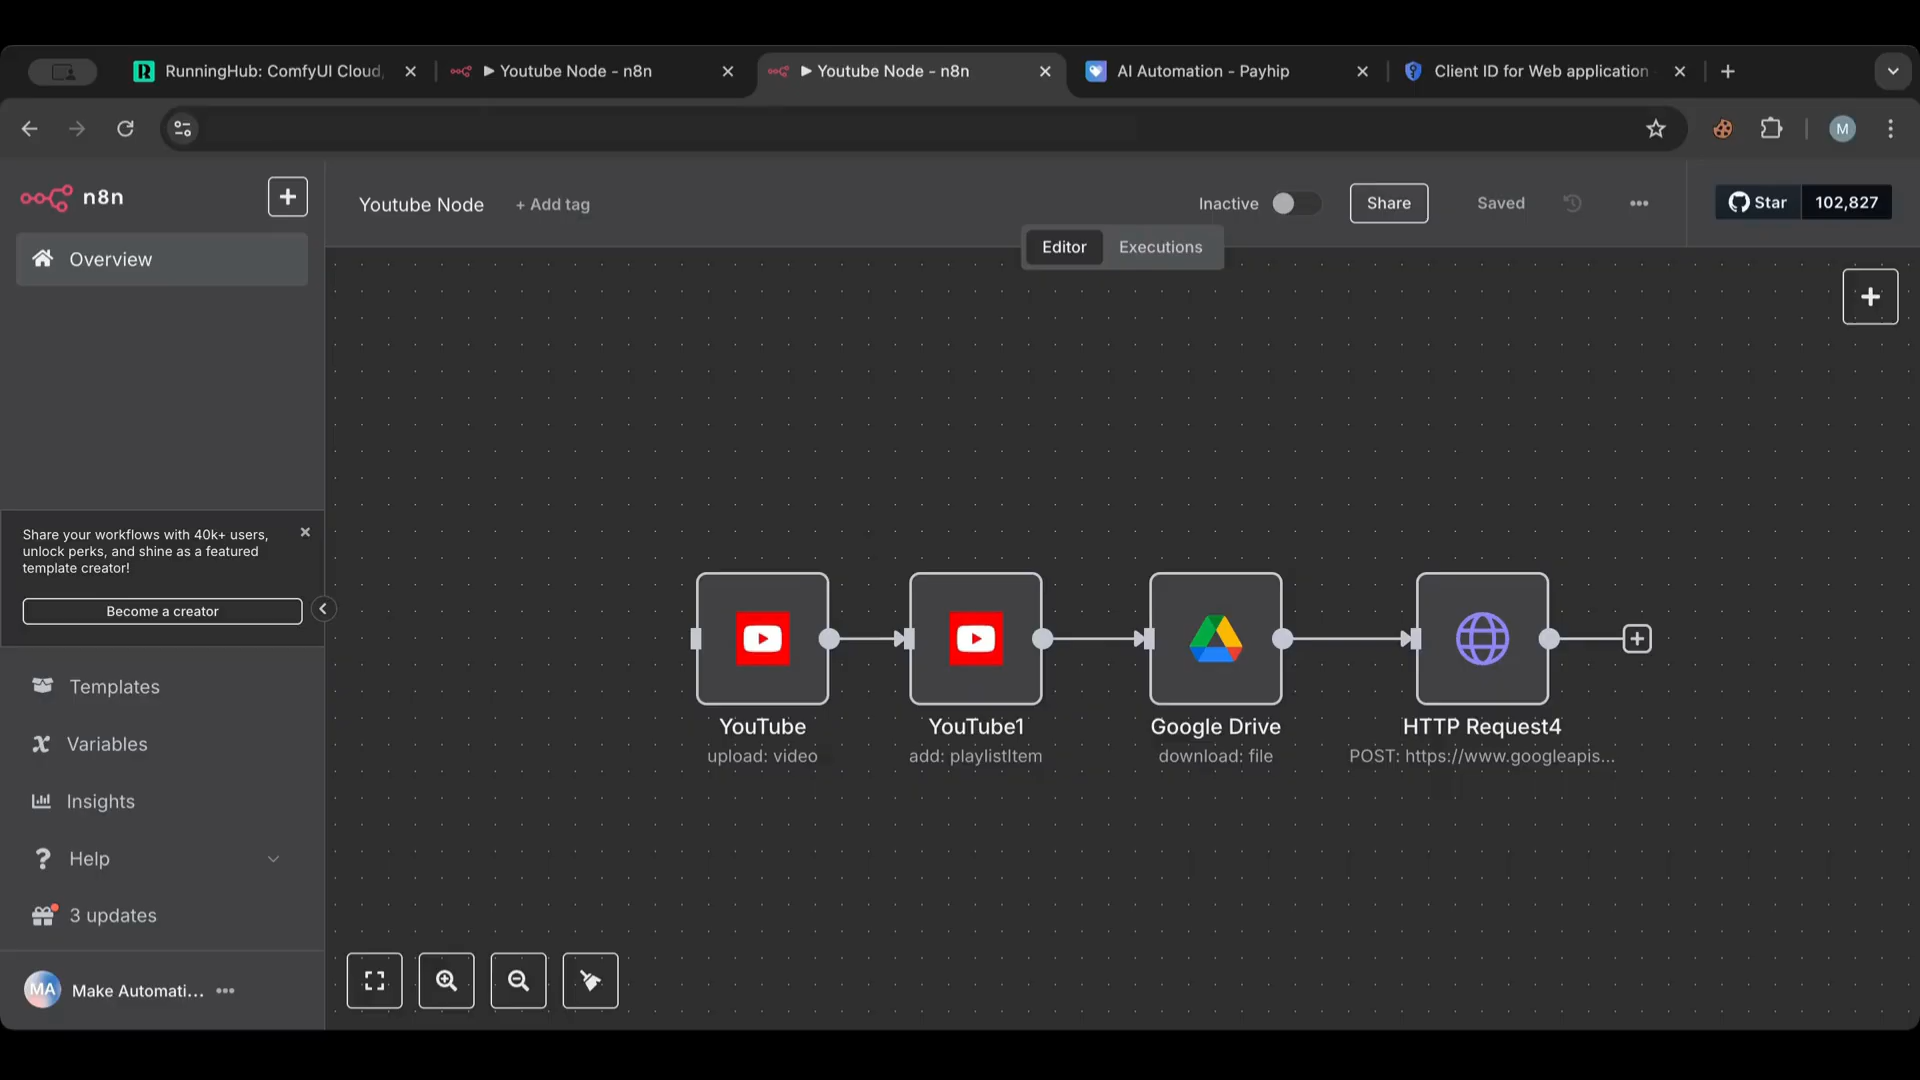 RunningHub: ComfyUI Cloud,
Youtube Node - n8n
Youtube Node - n8n
AI Automation - Payhip
Client ID for Web application
M
n8n
Youtube Node
+ Add tag
Inactive
Share
Saved
Star
102,827
Overview
Editor
Executions
Share your workflows with 40k+ users,
unlock perks, and shine as a featured
template creator!
Become a creator
YouTube
upload: video
YouTube1
add: playlistItem
Google Drive
download: file
HTTP Request4
POST: https://www.googleapis...
Templates
Variables
Insights
Help
3 updates
MA
Make Automati...